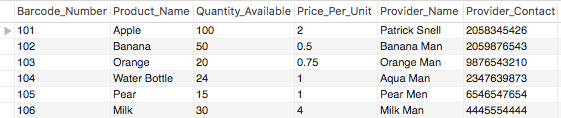 Barcode_Number Product_Name Quantity_Available Price_Per_Unit Provider_Name Provider_Contact
101 Apple 100 2 Patrick Snell 2058345426
102 Banana 50 0.5 Banana Man 2059876543
103 Orange 20 0.75 Orange Man 9876543210
104 Water Bottle 24 1 Aqua Man 2347639873
105 Pear 15 1 Pear Men 6546547654
106 Milk 30 4 Milk Man 4445554444